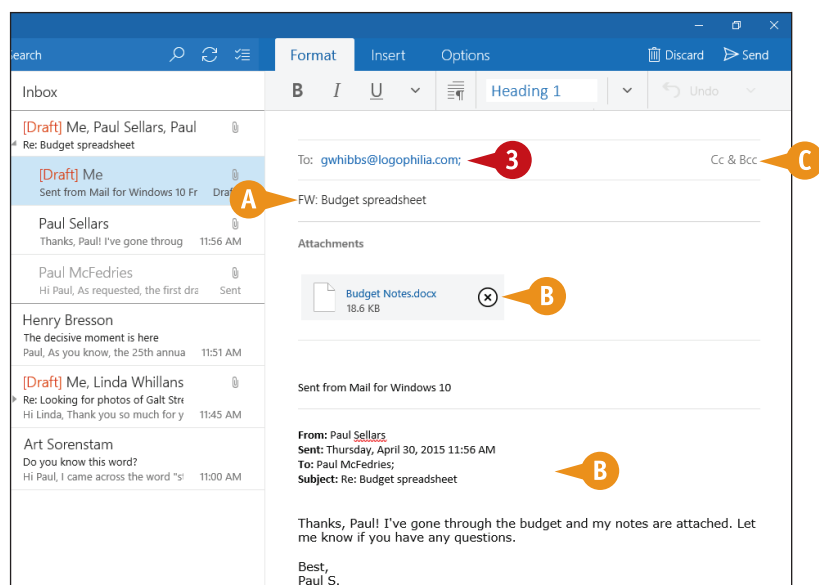 earch
Format Insert Options Discard Send
Inbox
B I U Heading 1 Undo
[Draft] Me, Paul Sellars, Paul
Re: Budget spreadsheet
[Draft] Me
Sent from Mail for Windows 10 Fr Draf
Paul Sellars
Thanks, Paul! I've gone throug 11:56 AM
Paul McFedries
Hi Paul, As requested, the first dra Sent
Henry Bresson
The decisive moment is here
Paul, As you know, the 25th annua 11:51 AM
[Draft] Me, Linda Whillans
Re: Looking for photos of Galt Stre
Hi Linda, Thank you so much for y 11:45 AM
Art Sorenstam
Do you know this word?
Hi Paul, I came across the word "s 11:00 AM
To: gwhibbs@logophilia.com; 3 Cc & Bcc C
A FW: Budget spreadsheet
Attachments
Budget Notes.docx B
18.6 KB
Sent from Mail for Windows 10
From: Paul Sellars
Sent: Thursday, April 30, 2015 11:56 AM
To: Paul McFedries; B
Subject: Re: Budget spreadsheet
Thanks, Paul! I've gone through the budget and my notes are attached. Let
me know if you have any questions.
Best,
Paul S.